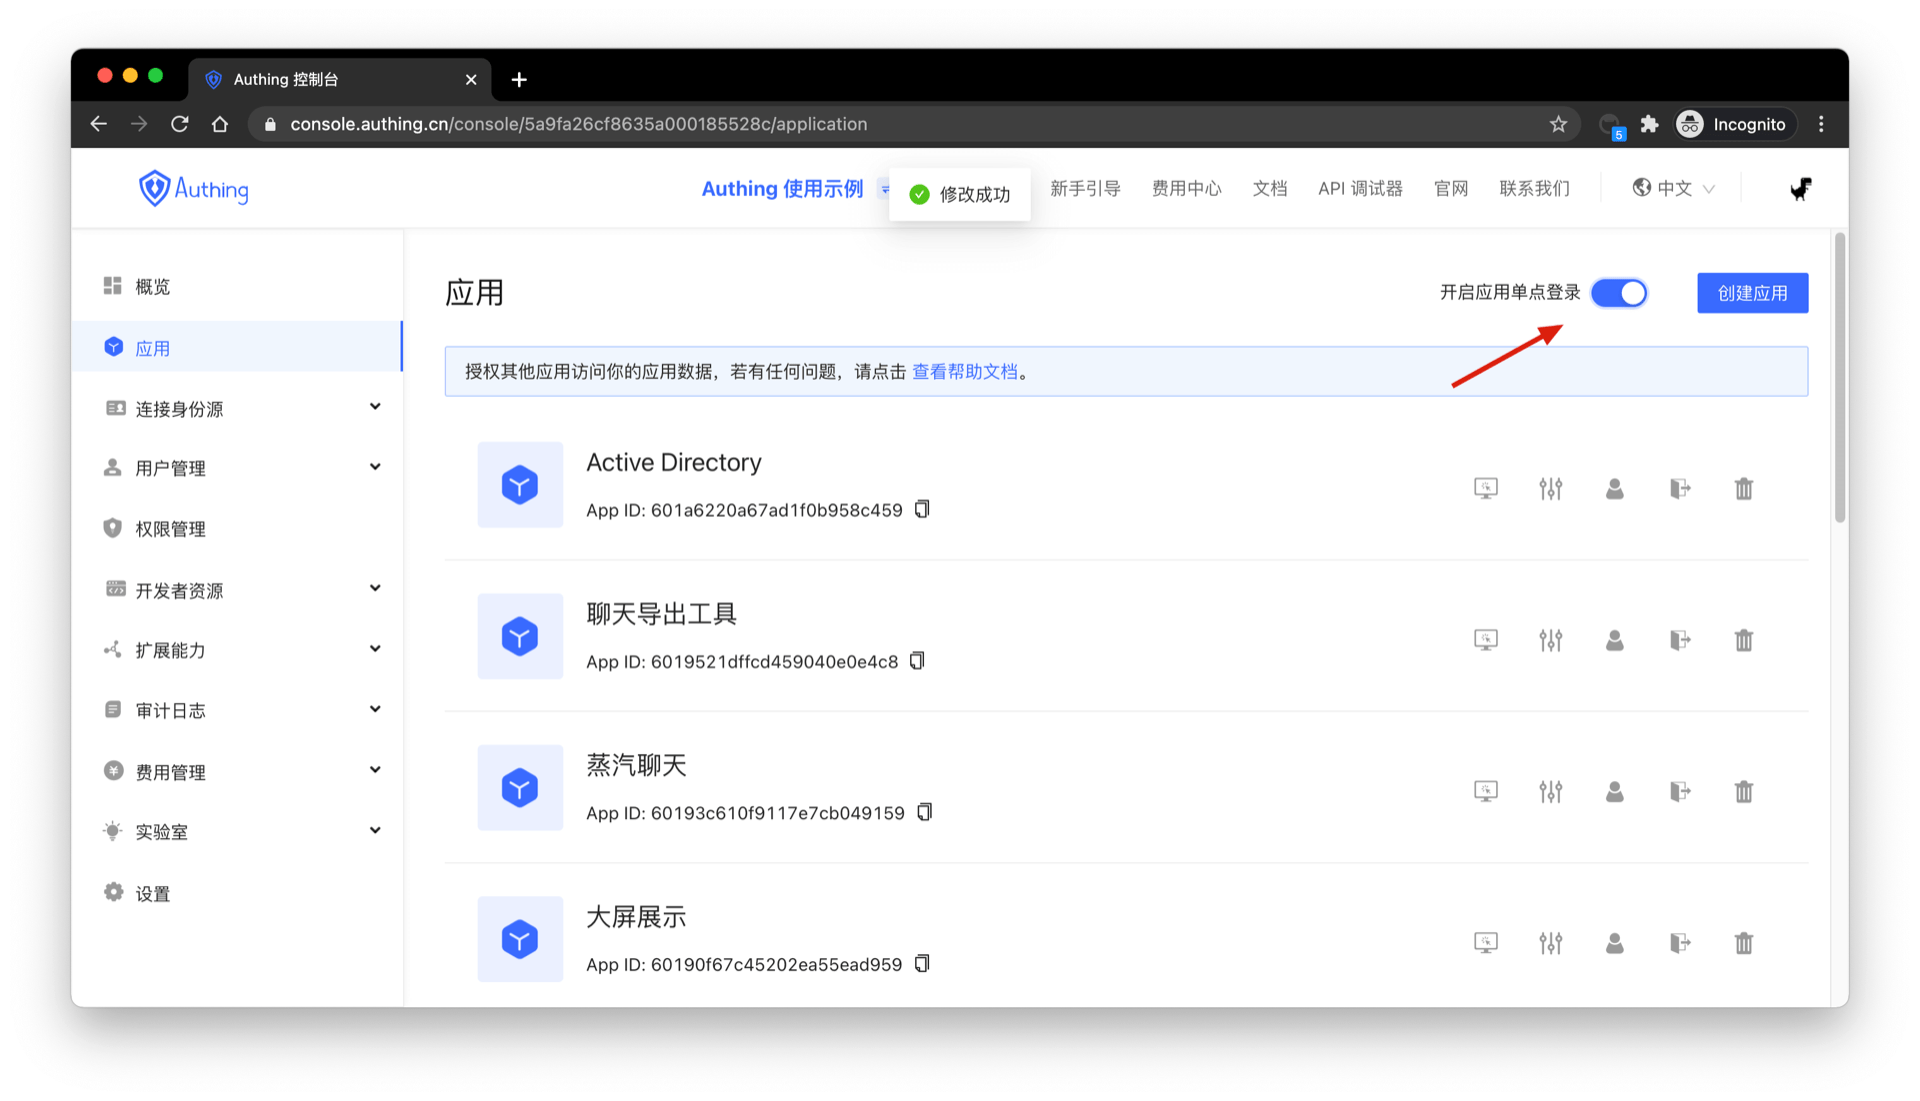 Authing 控制台
console.authing.cn/console/5a9fa26cf8635a000185528c/application
5
Incognito
Authing
Authing 使用示例
修改成功
新手引导
费用中心
文档
API 调试器
官网
联系我们
中文
概览
应用
连接身份源
用户管理
权限管理
开发者资源
扩展能力
审计日志
费用管理
实验室
设置
应用
开启应用单点登录
创建应用
授权其他应用访问你的应用数据，若有任何问题，请点击 查看帮助文档。
Active Directory
App ID: 601a6220a67ad1f0b958c459
聊天导出工具
App ID: 6019521dffcd459040e0e4c8
蒸汽聊天
App ID: 60193c610f9117e7cb049159
大屏展示
App ID: 60190f67c45202ea55ead959